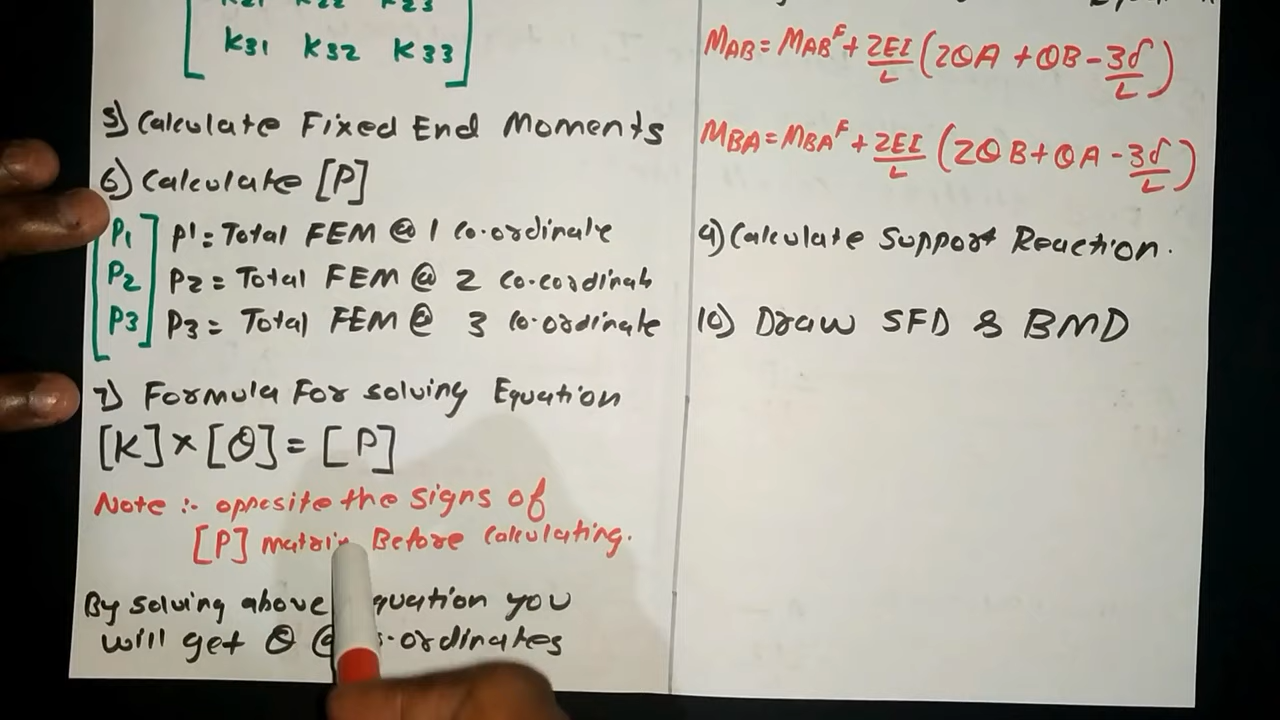 K31 K32 K33
5) Calculate Fixed End Moments
6) Calculate [P]
P1 P1 = Total FEM @ 1 Co-ordinate
P2 P2 = Total FEM @ 2 Co-coordinate
P3 P3 = Total FEM @ 3 Co-ordinate
7) Formula For solving Equation
[K] × [θ] = [P]
Note :- opposite the signs of
[P] matrix Before Calculating.
By solving above Equation you
will get θ @ Co-ordinates
MAB = MAB^F + 2EI/L (2θA + θB - 3δ/L)
MBA = MBA^F + 2EI/L (2θB + θA - 3δ/L)
9) Calculate Support Reaction.
10) Draw SFD & BMD